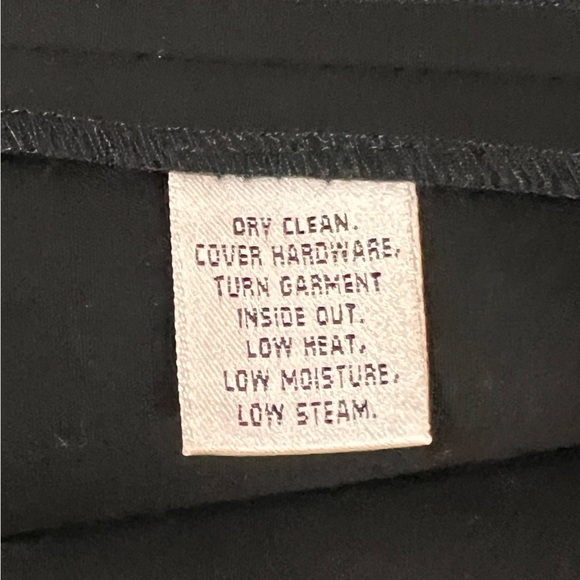 DRY CLEAN.
COVER HARDWARE,
TURN GARMENT
INSIDE OUT.
LOW HEAT,
LOW MOISTURE,
LOW STEAM.